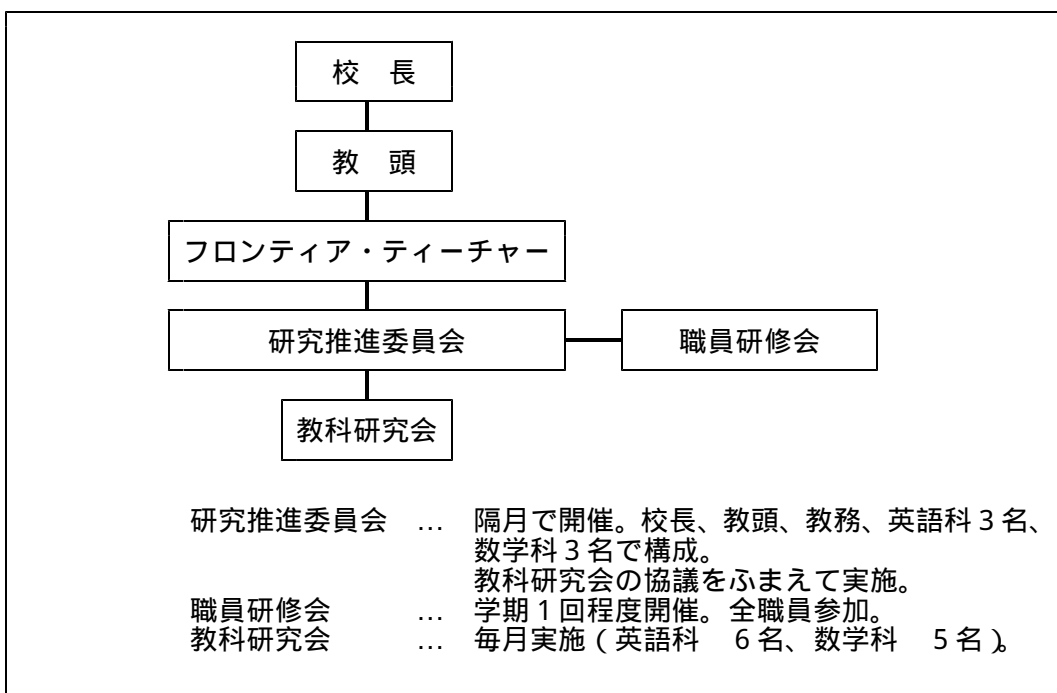 校　長
教　頭
フロンティア・ティーチャー
研究推進委員会　職員研修会
教科研究会
研究推進委員会　…　隔月で開催。校長、教頭、教務、英語科３名、
数学科３名で構成。
教科研究会の協議をふまえて実施。
職員研修会　…　学期１回程度開催。全職員参加。
教科研究会　…　毎月実施（英語科　６名、数学科　５名）。